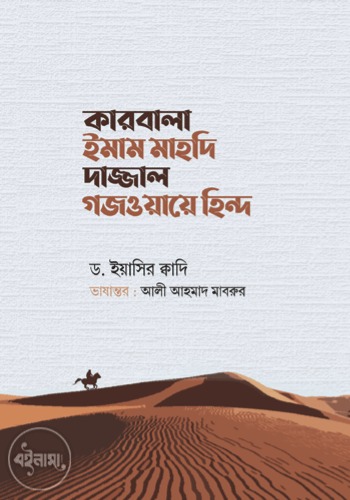 কারবালা
ইমাম মাহদি
দাজ্জাল
গজওয়ায়ে হিন্দ
ড. ইয়াসির ক্বাদি
ভাষান্তর : আলী আহমাদ মাবরুর
বইনামা